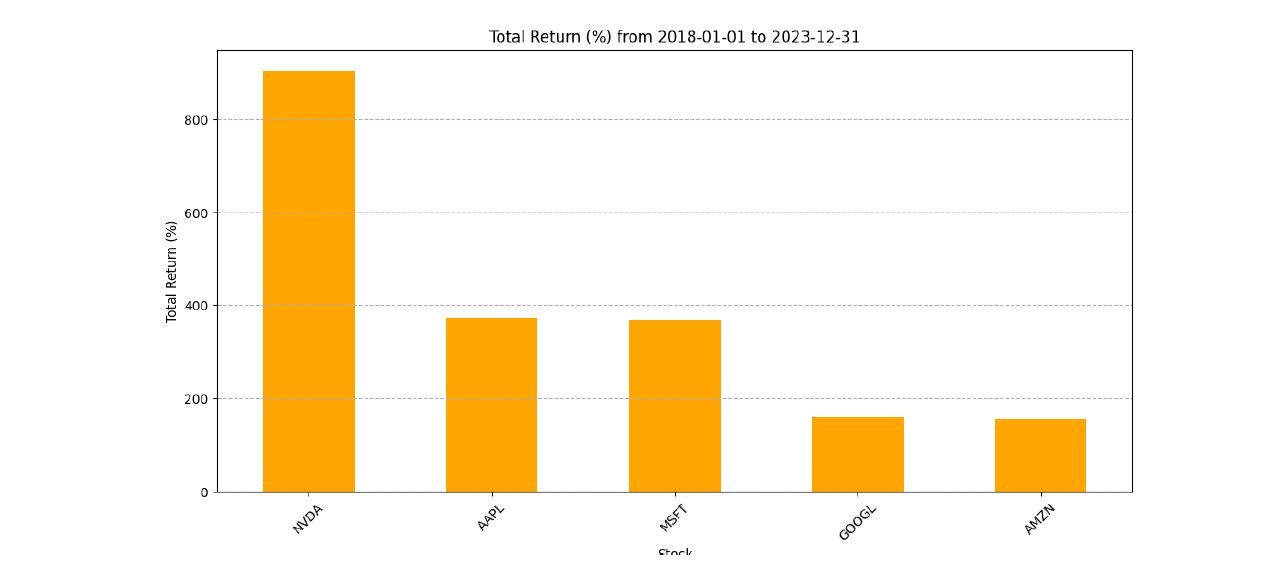 Total Return (%) from 2018-01-01 to 2023-12-31
Total Return (%)
800
600
400
200
0
NVDA
AAPL
MSFT
GOOGL
AMZN
Stock